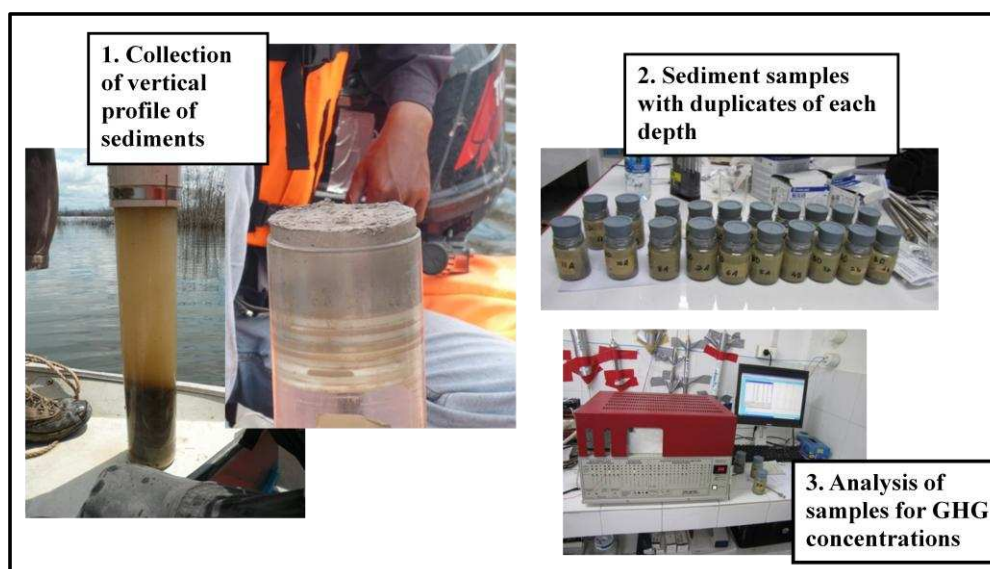 1. Collection
of vertical
profile of
sediments
2. Sediment samples
with duplicates of each
depth
3. Analysis of
samples for GHG
concentrations